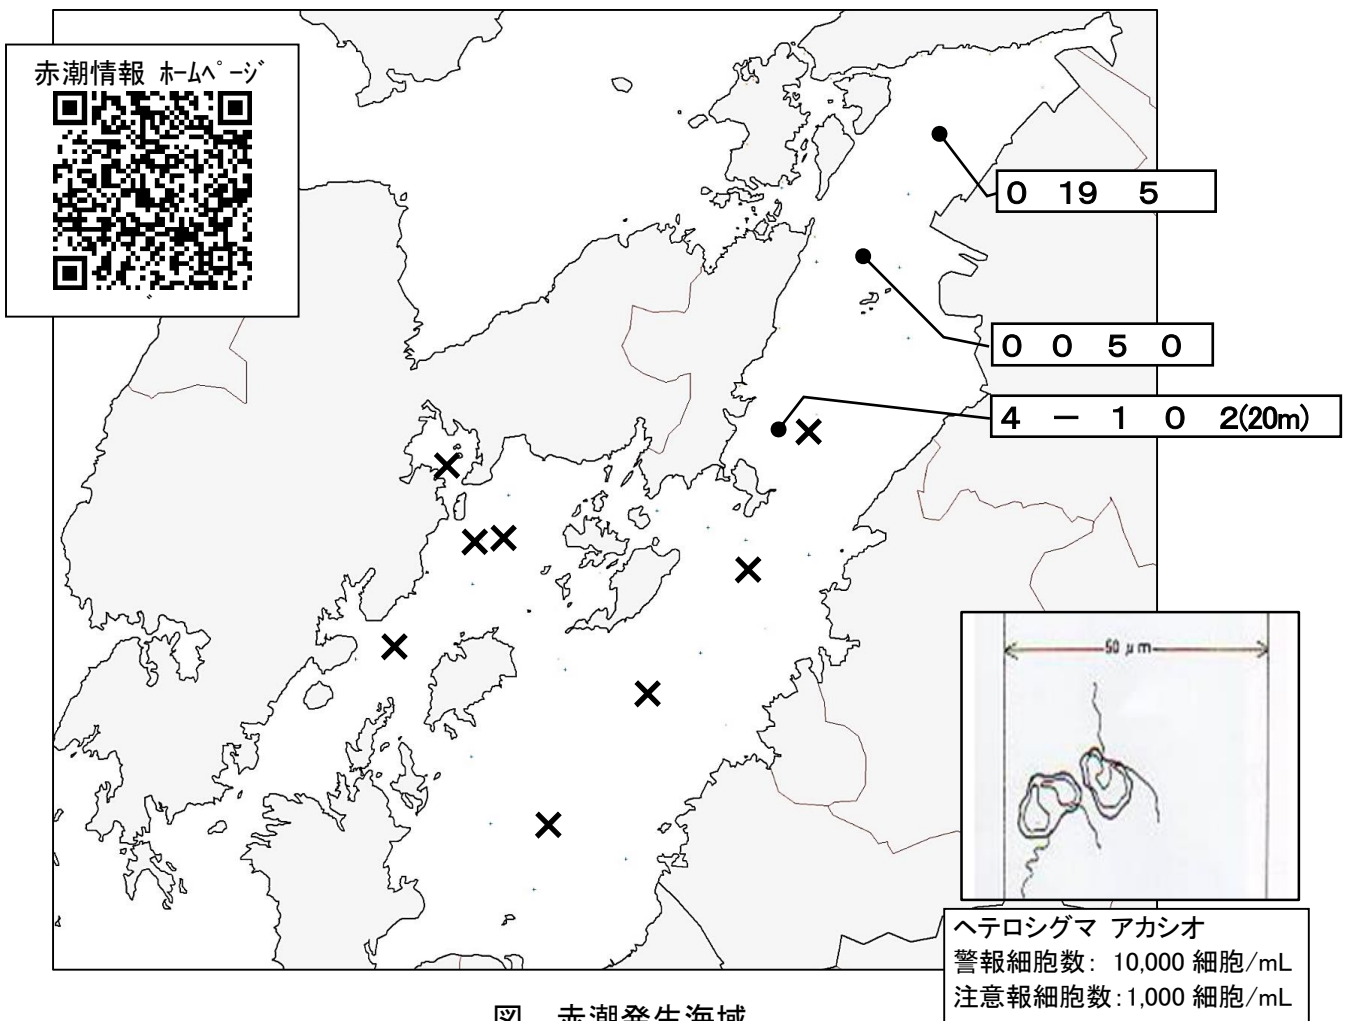 赤潮情報 ﾎｰﾑﾍﾟｰｼﾞ
０ 19 5
０ ０ ５ ０
４ － １ ０ ２(20m)
50 μm
ヘテロシグマ アカシオ
警報細胞数： 10,000 細胞/mL
注意報細胞数：1,000 細胞/mL
図 赤潮発生海域